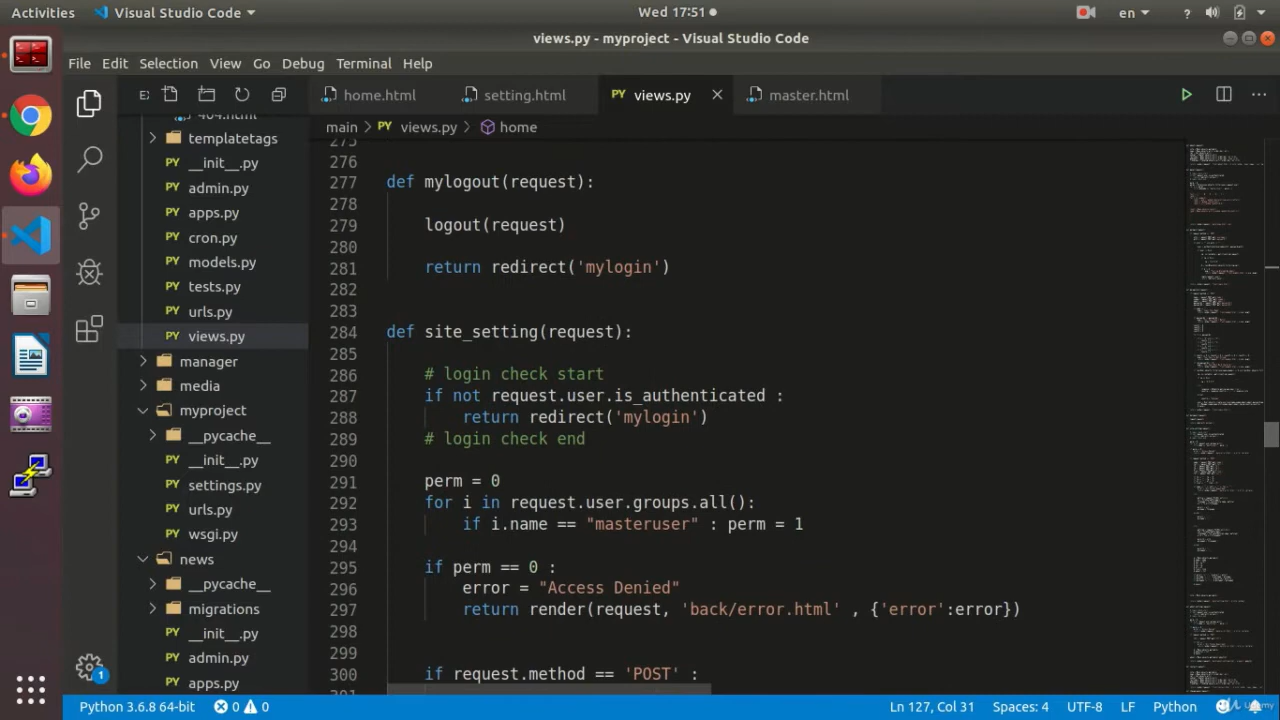 Activities
Visual Studio Code
Wed 17:51
en
views.py - myproject - Visual Studio Code
File Edit Selection View Go Debug Terminal Help
home.html
setting.html
views.py
master.html
main > views.py > home
404.html
templatetags
__init__.py
admin.py
apps.py
cron.py
models.py
tests.py
urls.py
views.py
manager
media
myproject
__pycache__
__init__.py
settings.py
urls.py
wsgi.py
news
__pycache__
migrations
__init__.py
admin.py
apps.py
275
276
277 def mylogout(request):
278
279 logout(request)
280
281 return redirect('mylogin')
282
283
284 def site_setting(request):
285
286 # login check start
287 if not request.user.is_authenticated :
288 return redirect('mylogin')
289 # login check end
290
291 perm = 0
292 for i in request.user.groups.all():
293 if i.name == "masteruser" : perm = 1
294
295 if perm == 0 :
296 error = "Access Denied"
297 return render(request, 'back/error.html' , {'error':error})
298
299
300 if request.method == 'POST' :
301
1
Python 3.6.8 64-bit
0 0
Ln 127, Col 31
Spaces: 4
UTF-8
LF
Python
Udemy